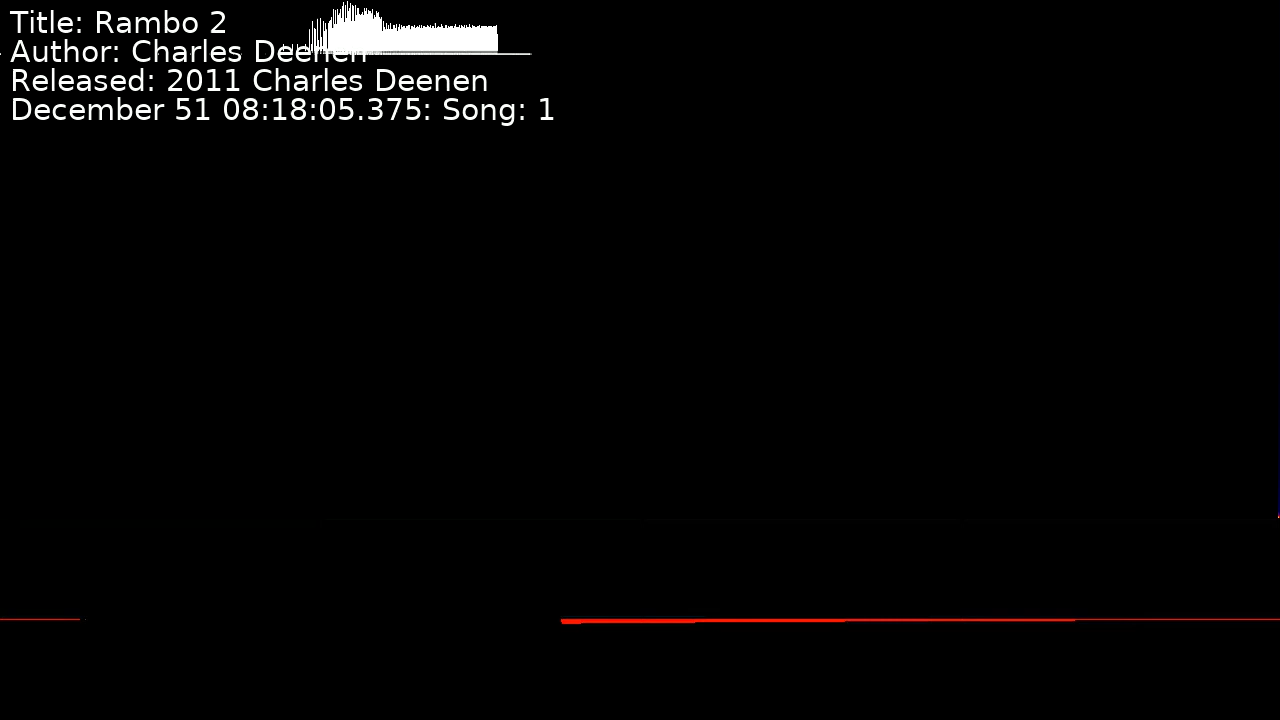 Title: Rambo 2
Author: Charles Deenen
Released: 2011 Charles Deenen
December 51 08:18:05.375: Song: 1